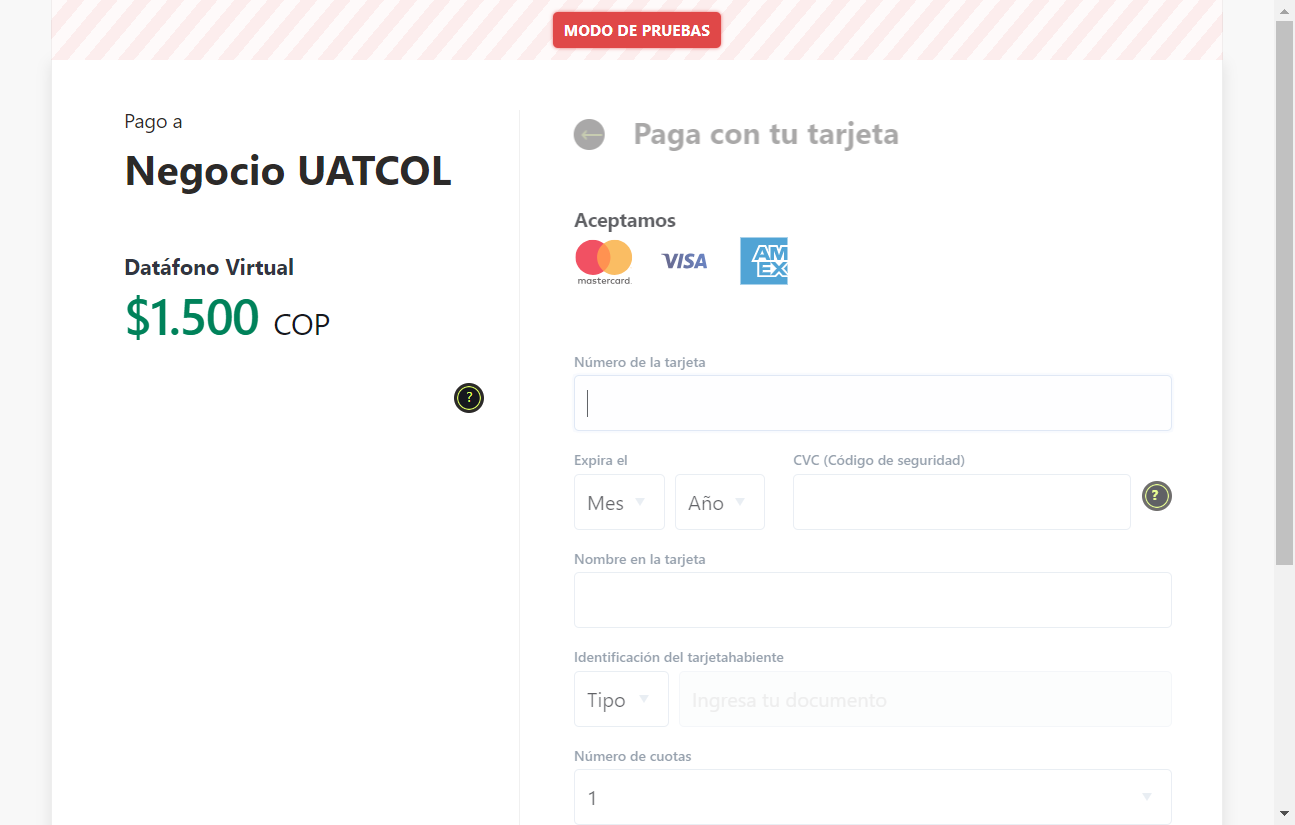 MODO DE PRUEBAS
Pago a
Negocio UATCOL
Datáfono Virtual
$1.500 COP
?
Paga con tu tarjeta
Aceptamos
mastercard.
VISA
AM
EX
Número de la tarjeta
Expira el
CVC (Código de seguridad)
Mes
Año
?
Nombre en la tarjeta
Identificación del tarjetahabiente
Tipo
Ingresa tu documento
Número de cuotas
1